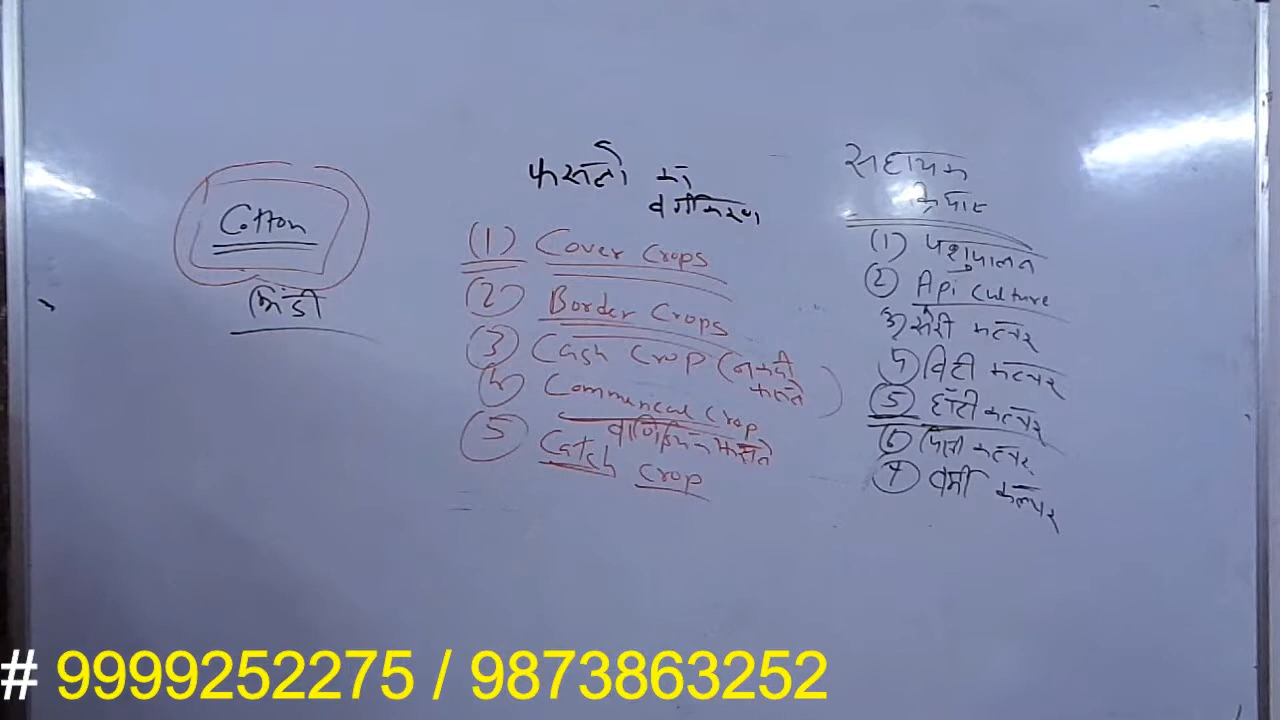 Cotton
भिंडी
फसलों का
वर्गीकरण
(1) Cover Crops
(2) Border Crops
(3) Cash Crop (नकदी
फसलें)
(4) Commerical Crop
वाणिज्यिक फसलें
(5) Catch Crop
सहायक
क्रियाएं
(1) पशुपालन
(2) Api culture
(3) सेरी कल्चर
(4) विटी कल्चर
(5) हॉर्टी कल्चर
(6) पिसी कल्चर
(7) वर्मी कल्चर
# 9999252275 / 9873863252